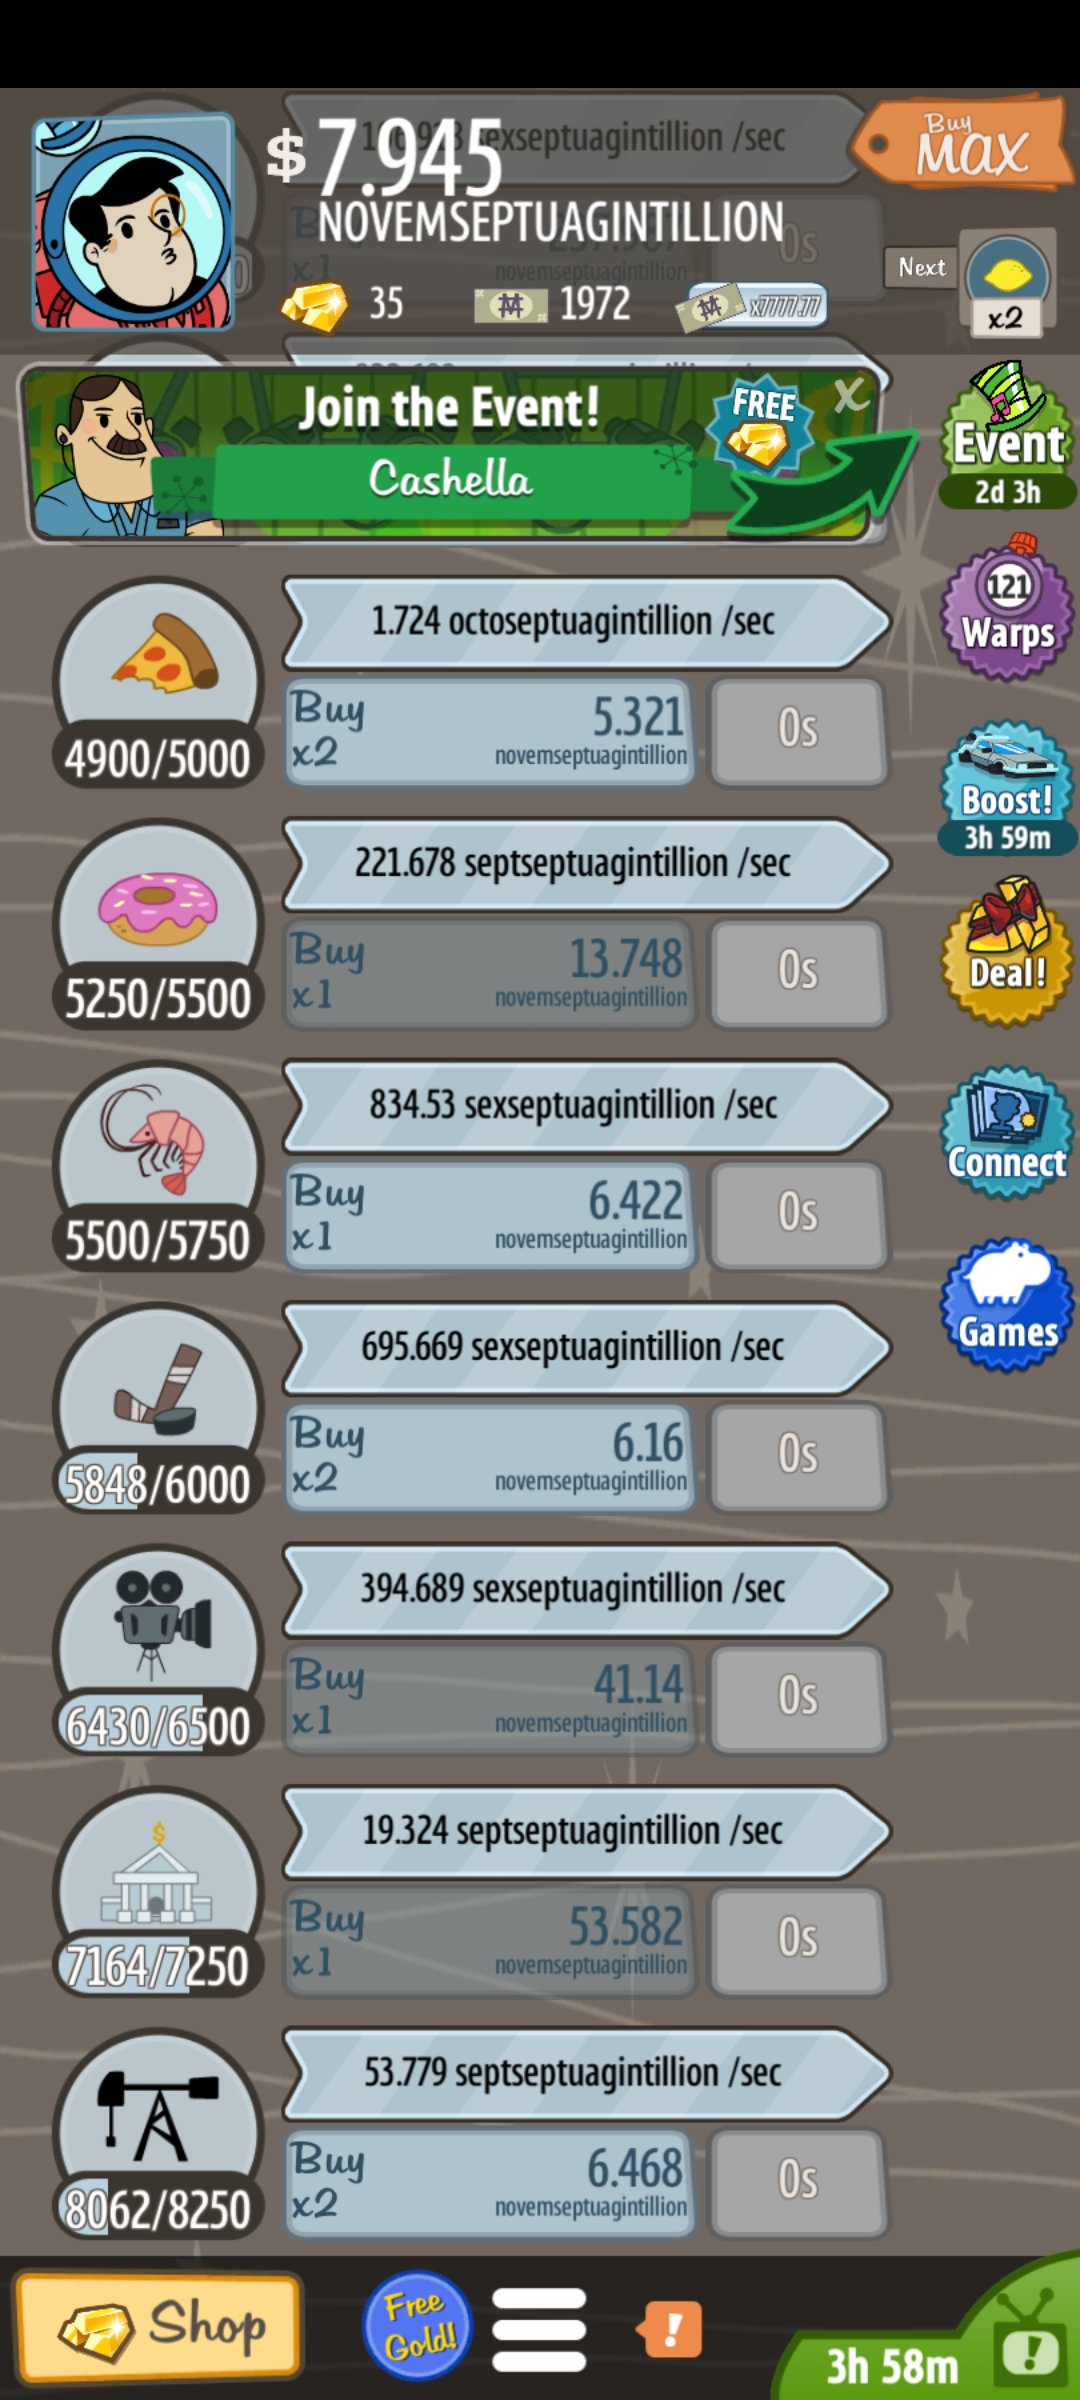 $ 7.945
NOVEMSEPTUAGINTILLION
35
1972
x7777.77
Buy
MAX
sexseptuagintillion /sec
0s
x1
novemseptuagintillion
Next
x2
Join the Event!
Cashella
FREE
X
Event
2d 3h
121
Warps
Boost!
3h 59m
Deal!
Connect
Games
1.724 octoseptuagintillion /sec
4900/5000
Buy
x2
5.321
novemseptuagintillion
0s
221.678 septseptuagintillion /sec
5250/5500
Buy
x1
13.748
novemseptuagintillion
0s
834.53 sexseptuagintillion /sec
5500/5750
Buy
x1
6.422
novemseptuagintillion
0s
695.669 sexseptuagintillion /sec
5848/6000
Buy
x2
6.16
novemseptuagintillion
0s
394.689 sexseptuagintillion /sec
6430/6500
Buy
x1
41.14
novemseptuagintillion
0s
$
19.324 septseptuagintillion /sec
7164/7250
Buy
x1
53.582
novemseptuagintillion
0s
53.779 septseptuagintillion /sec
8062/8250
Buy
x2
6.468
novemseptuagintillion
0s
Shop
Free
Gold!
!
3h 58m
!